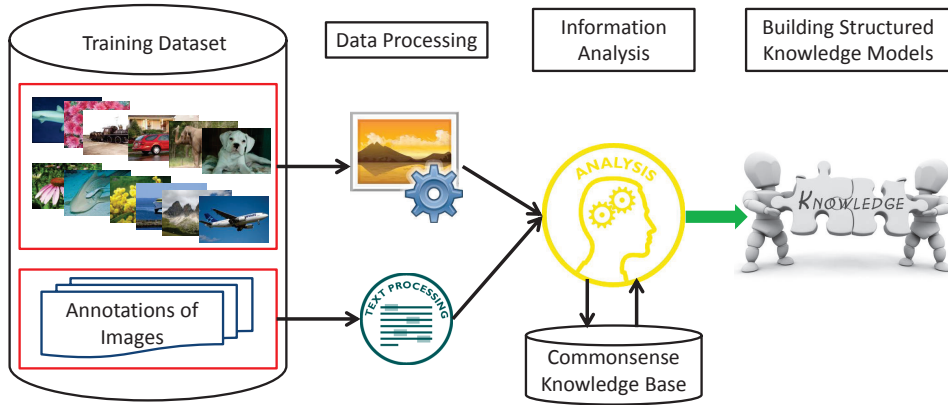 Training Dataset
Data Processing
Information
Analysis
Building Structured
Knowledge Models
ANALYSIS
KNOWLEDGE
TEXT PROCESSING
Annotations of
Images
Commonsense
Knowledge Base